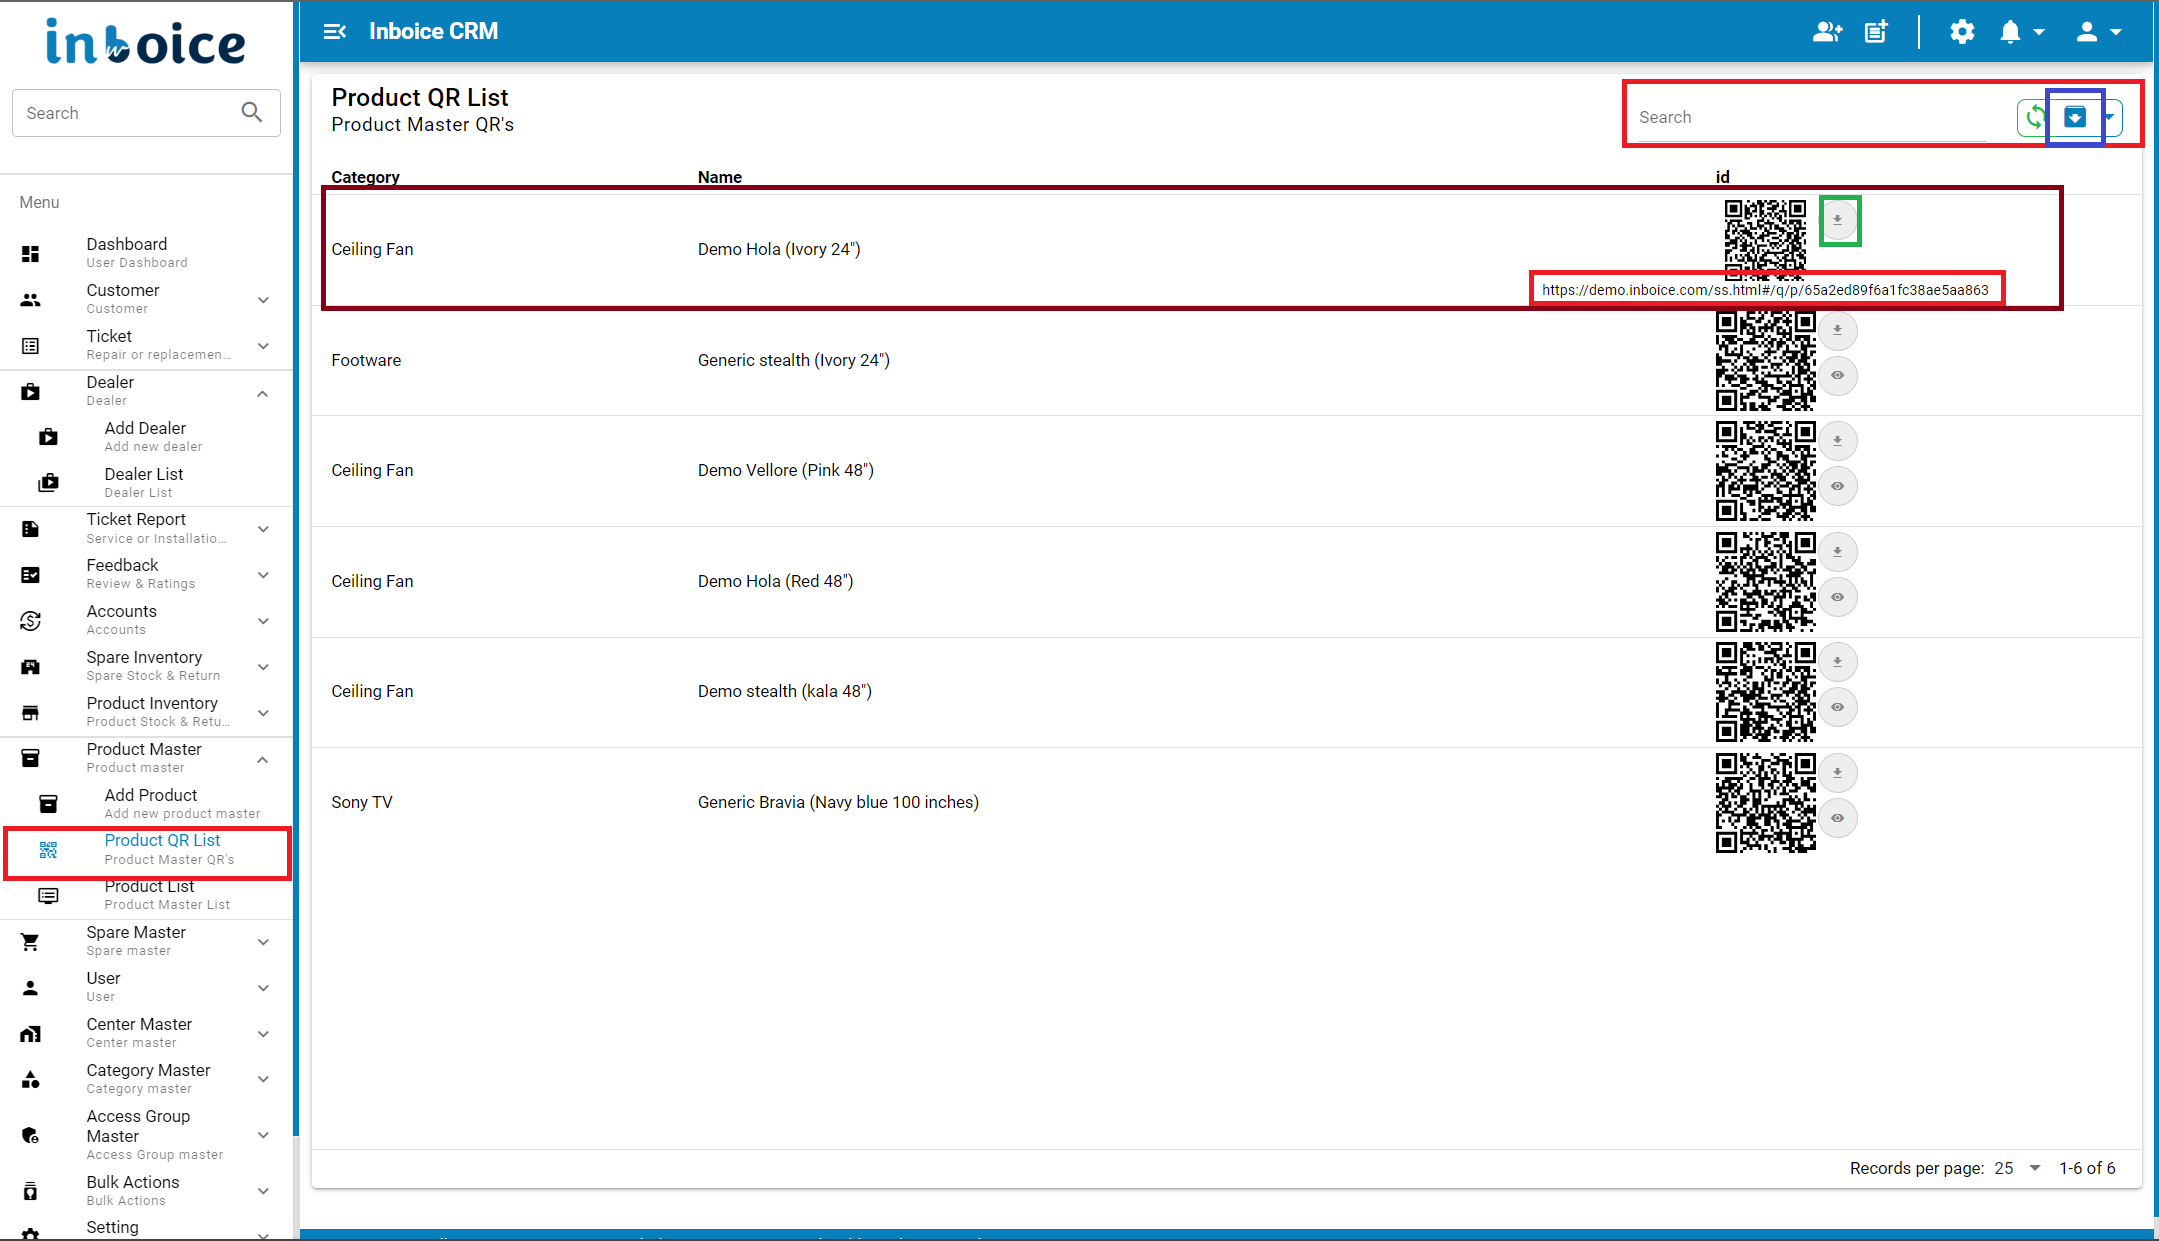 inboice
Search
Menu
Dashboard
User Dashboard
Customer
Customer
Ticket
Repair or replacemen...
Dealer
Dealer
Add Dealer
Add new dealer
Dealer List
Dealer List
Ticket Report
Service or Installatio...
Feedback
Review & Ratings
Accounts
Accounts
Spare Inventory
Spare Stock & Return
Product Inventory
Product Stock & Retu...
Product Master
Product master
Add Product
Add new product master
Product QR List
Product Master QR's
Product List
Product Master List
Spare Master
Spare master
User
User
Center Master
Center master
Category Master
Category master
Access Group
Master
Access Group master
Bulk Actions
Bulk Actions
Setting
Inboice CRM
Product QR List
Product Master QR's
Search
Category Name id
Ceiling Fan Demo Hola (Ivory 24")
https://demo.inboice.com/ss.html#/q/p/65a2ed89f6a1fc38ae5aa863
Footware Generic stealth (Ivory 24")
Ceiling Fan Demo Vellore (Pink 48")
Ceiling Fan Demo Hola (Red 48")
Ceiling Fan Demo stealth (kala 48")
Sony TV Generic Bravia (Navy blue 100 inches)
Records per page: 25 1-6 of 6